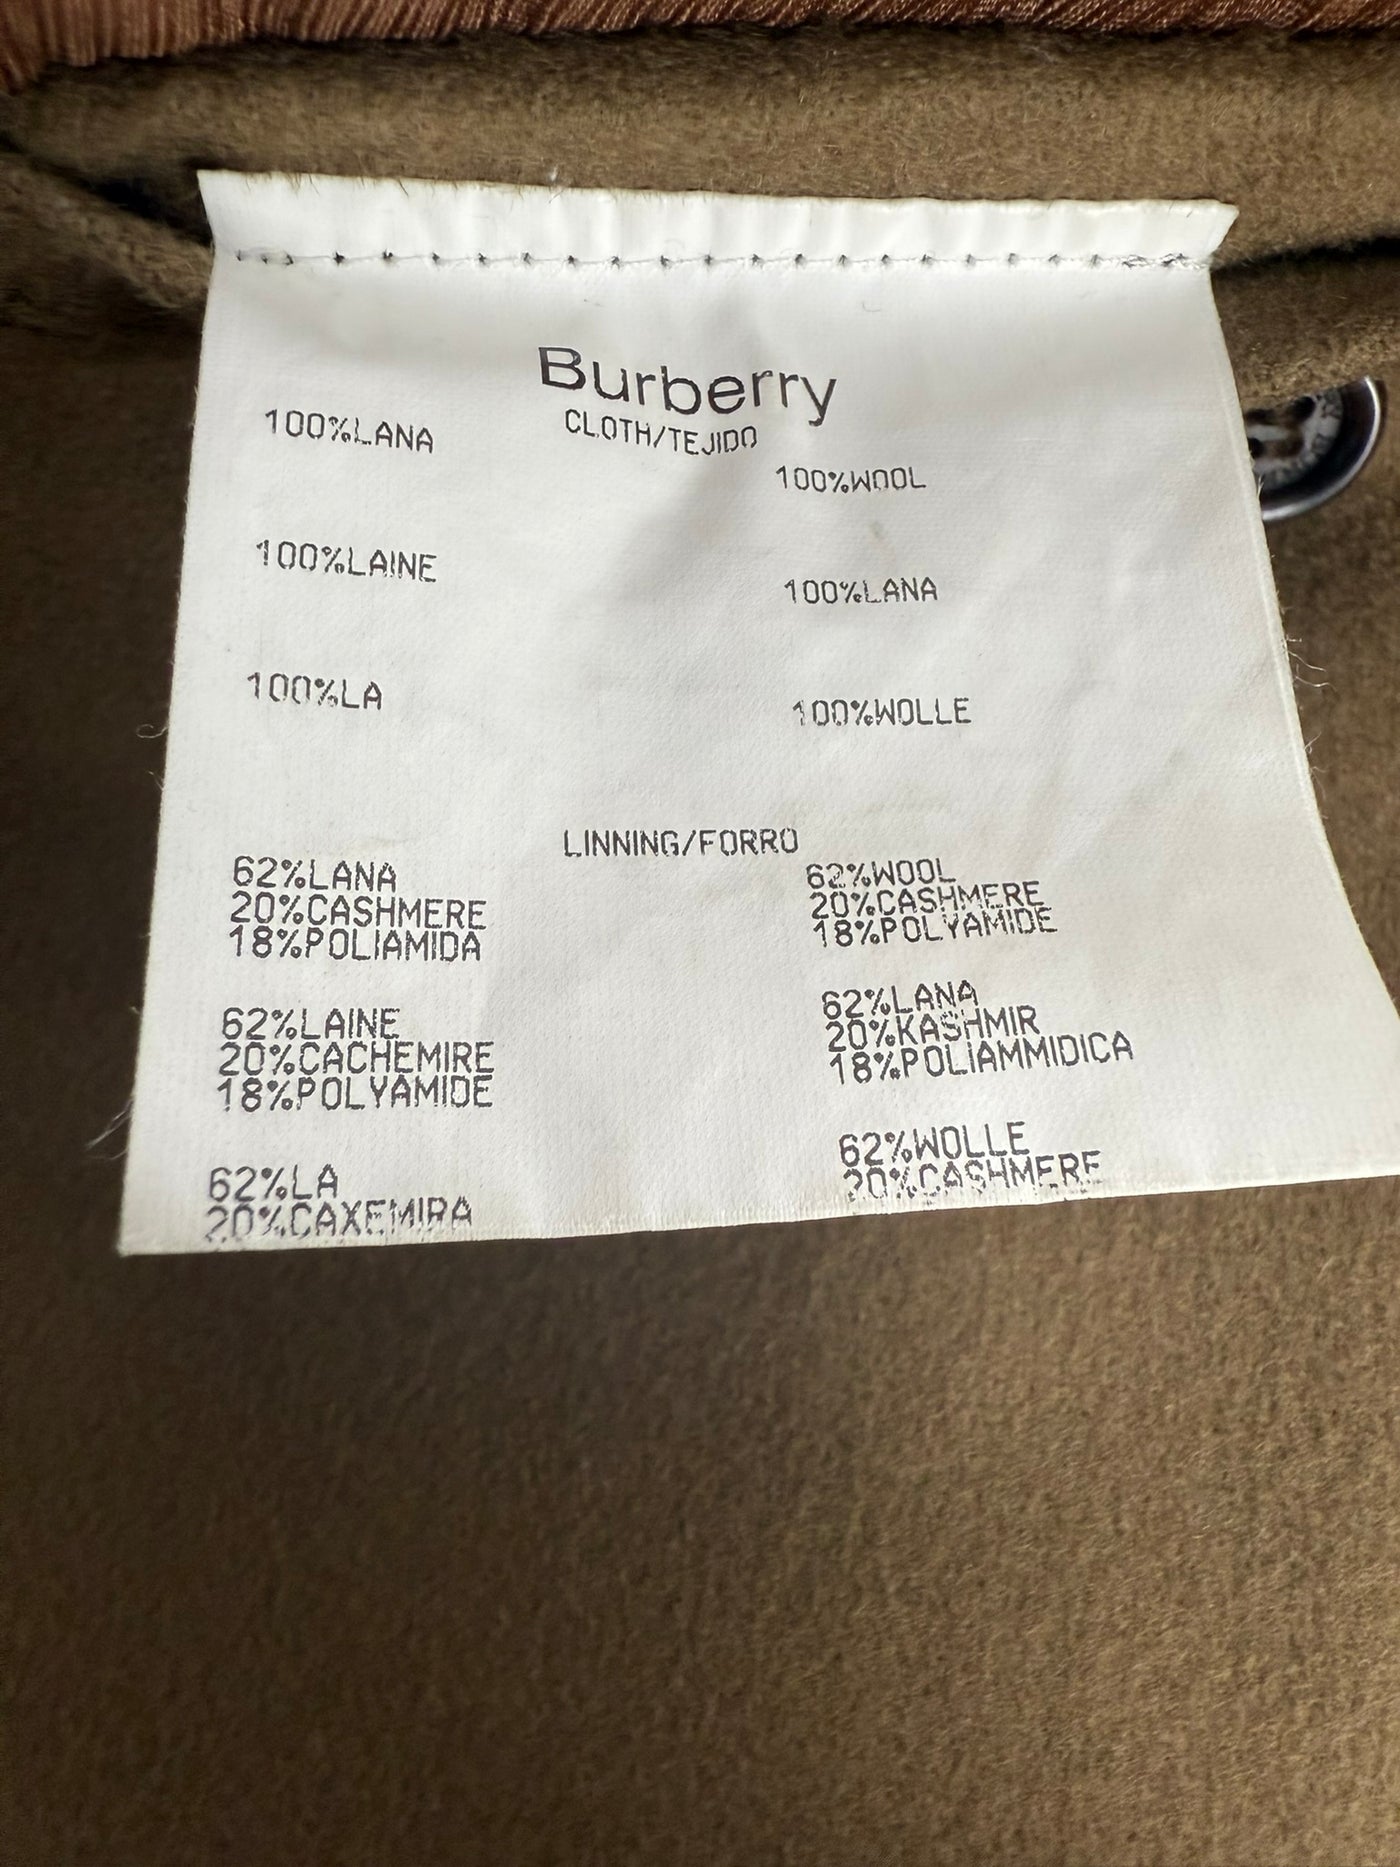 Burberry
CLOTH/TEJIDO
100%LANA
100%WOOL
100%LAINE
100%LANA
100%LA
100%WOLLE
LINNING/FORRO
62%LANA
20%CASHMERE
18%POLIAMIDA
62%WOOL
20%CASHMERE
18%POLYAMIDE
62%LAINE
20%CACHEMIRE
18%POLYAMIDE
62%LANA
20%KASHMIR
18%POLIAMMIDICA
62%LA
20%CAXEMIRA
62%WOLLE
20%CASHMERE